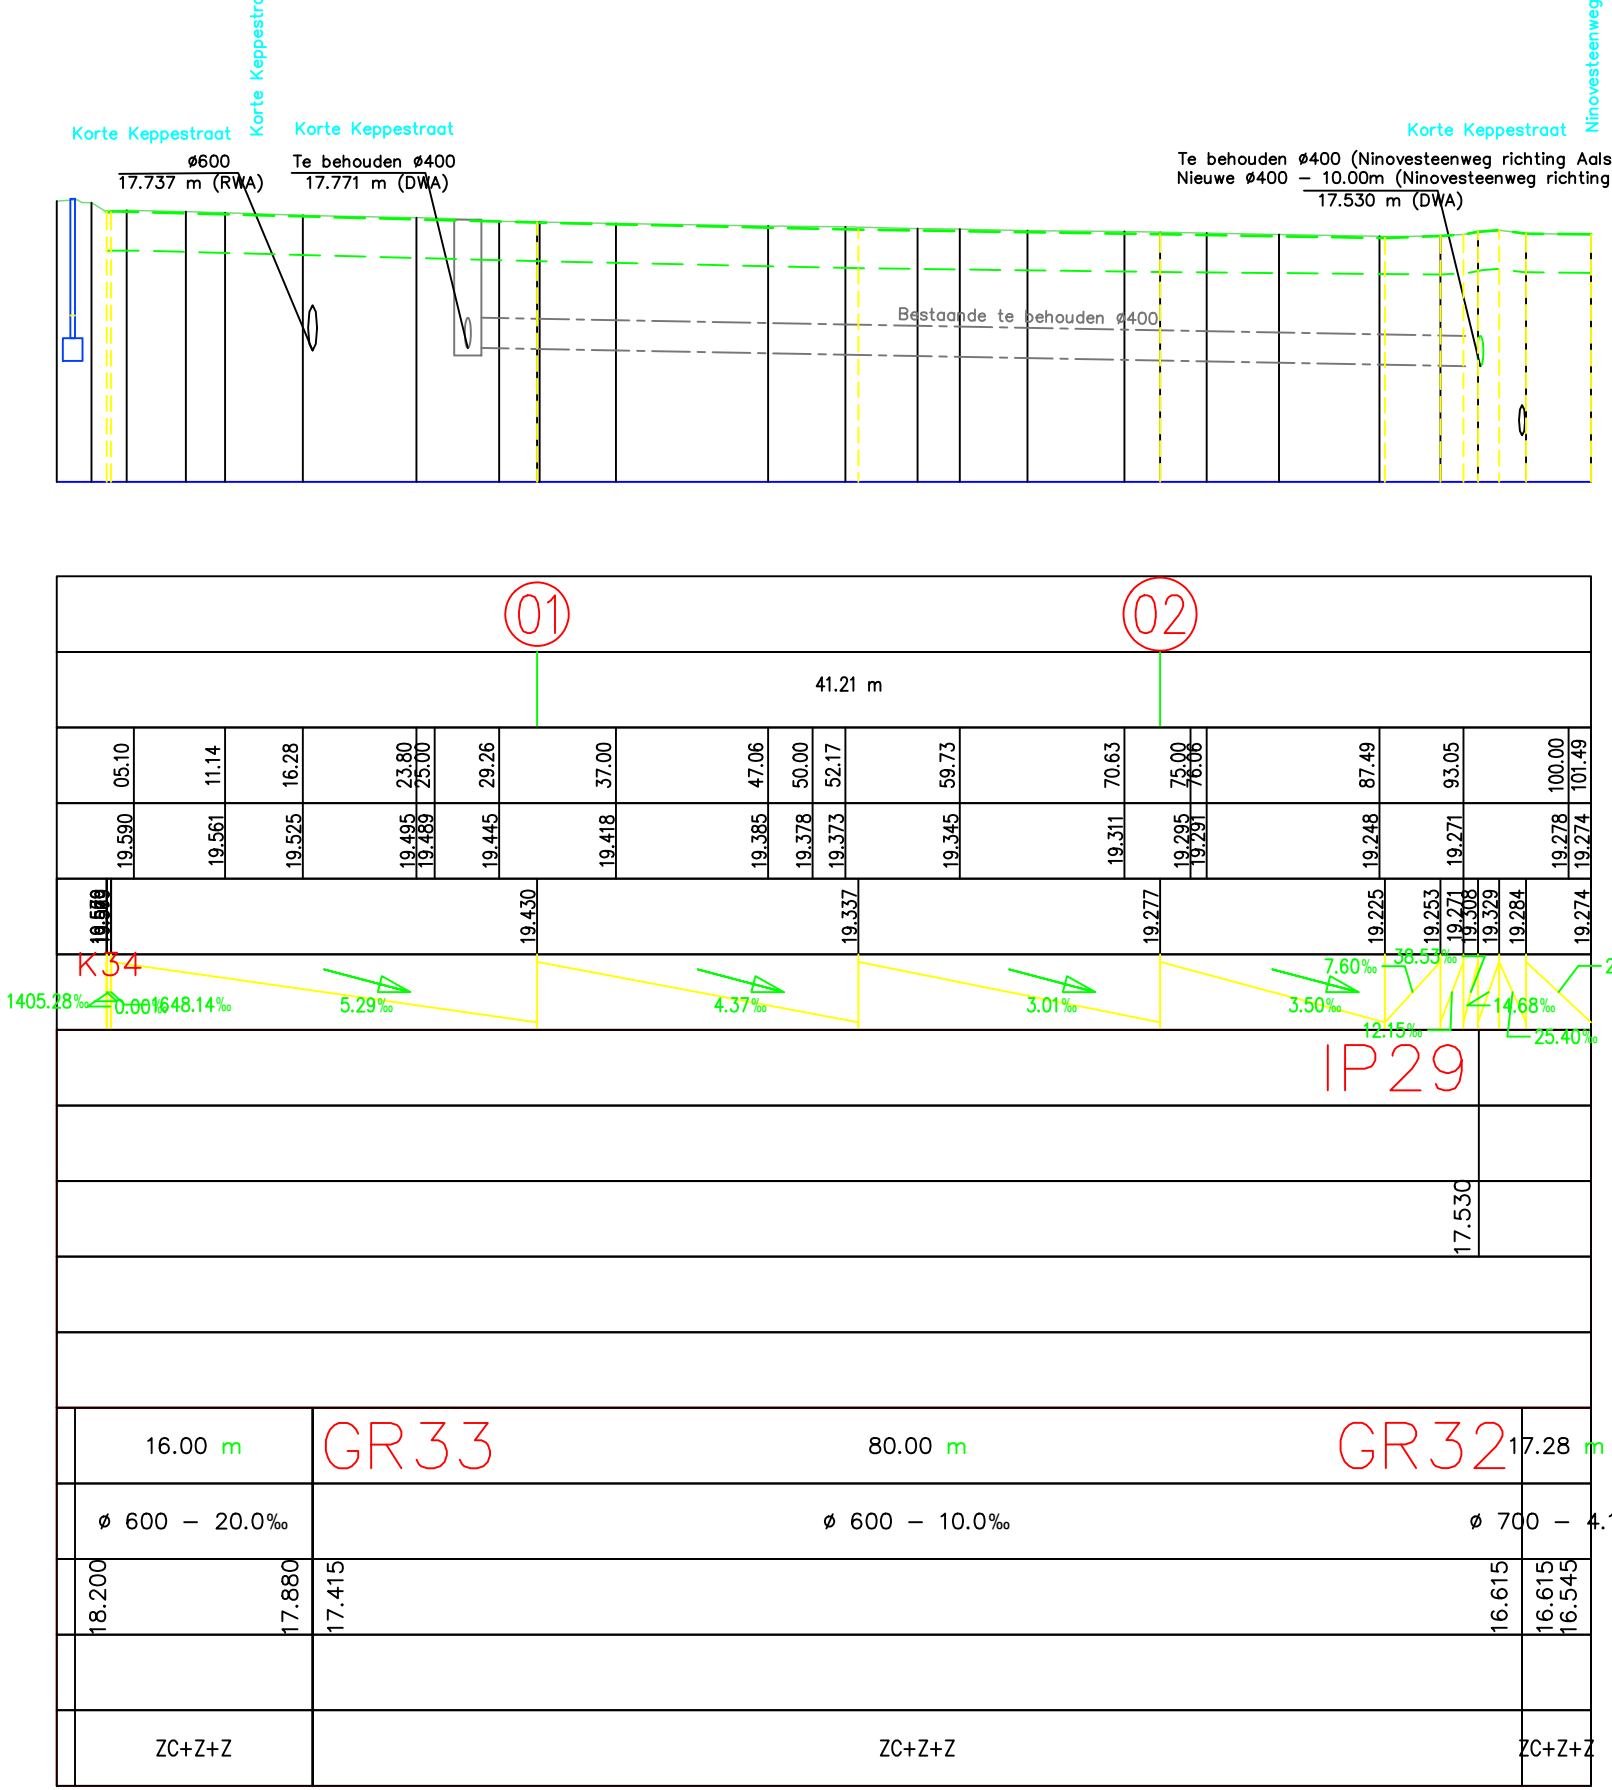 Korte Keppestra
Ninovesteenweg
Korte Keppestraat
Korte Keppestraat
Korte Keppestraat
ø600
17.737 m (RWA)
Te behouden ø400
17.771 m (DWA)
Te behouden ø400 (Ninovesteenweg richting Aals
Nieuwe ø400 – 10.00m (Ninovesteenweg richting
17.530 m (DWA)
Bestaande te behouden ø400
01
02
41.21 m
05.10
11.14
16.28
23.80
25.00
29.26
37.00
47.06
50.00
52.17
59.73
70.63
75.00
76.06
87.49
93.05
100.00
101.49
19.590
19.561
19.525
19.495
19.489
19.445
19.418
19.385
19.378
19.373
19.345
19.311
19.295
19.291
19.248
19.271
19.278
19.274
19.430
19.337
19.277
19.225
19.253
19.271
19.308
19.329
19.284
19.274
K34
1405.28‰
0.00‰
1648.14‰
5.29‰
4.37‰
3.01‰
3.50‰
7.60‰
38.53‰
2
12.15‰
14.68‰
25.40‰
IP29
17.530
16.00 m
GR33
80.00 m
GR32
17.28 m
ø 600 – 20.0‰
ø 600 – 10.0‰
ø 700 – 4.1
18.200
17.880
17.415
16.615
16.615
16.545
ZC+Z+Z
ZC+Z+Z
ZC+Z+Z